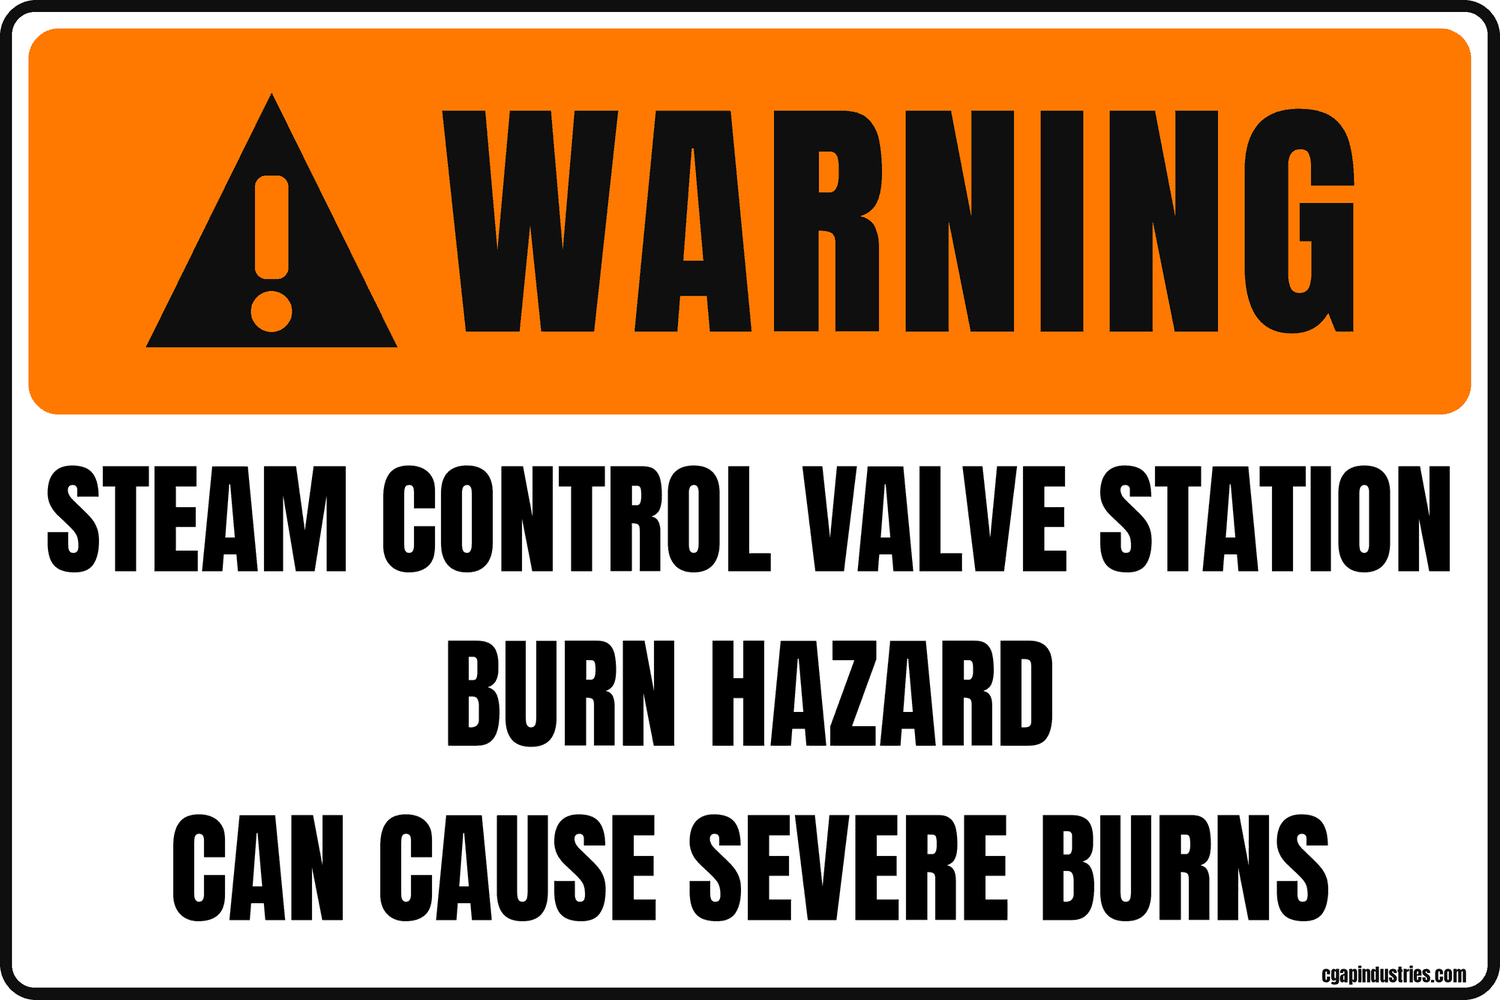 WARNING
STEAM CONTROL VALVE STATION
BURN HAZARD
CAN CAUSE SEVERE BURNS
cgapindustries.com